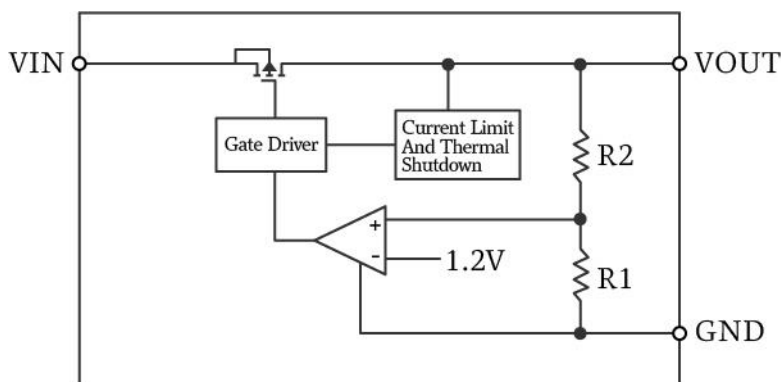 VIN
VOUT
Gate Driver
Current Limit
And Thermal
Shutdown
R2
+
-
1.2V
R1
GND